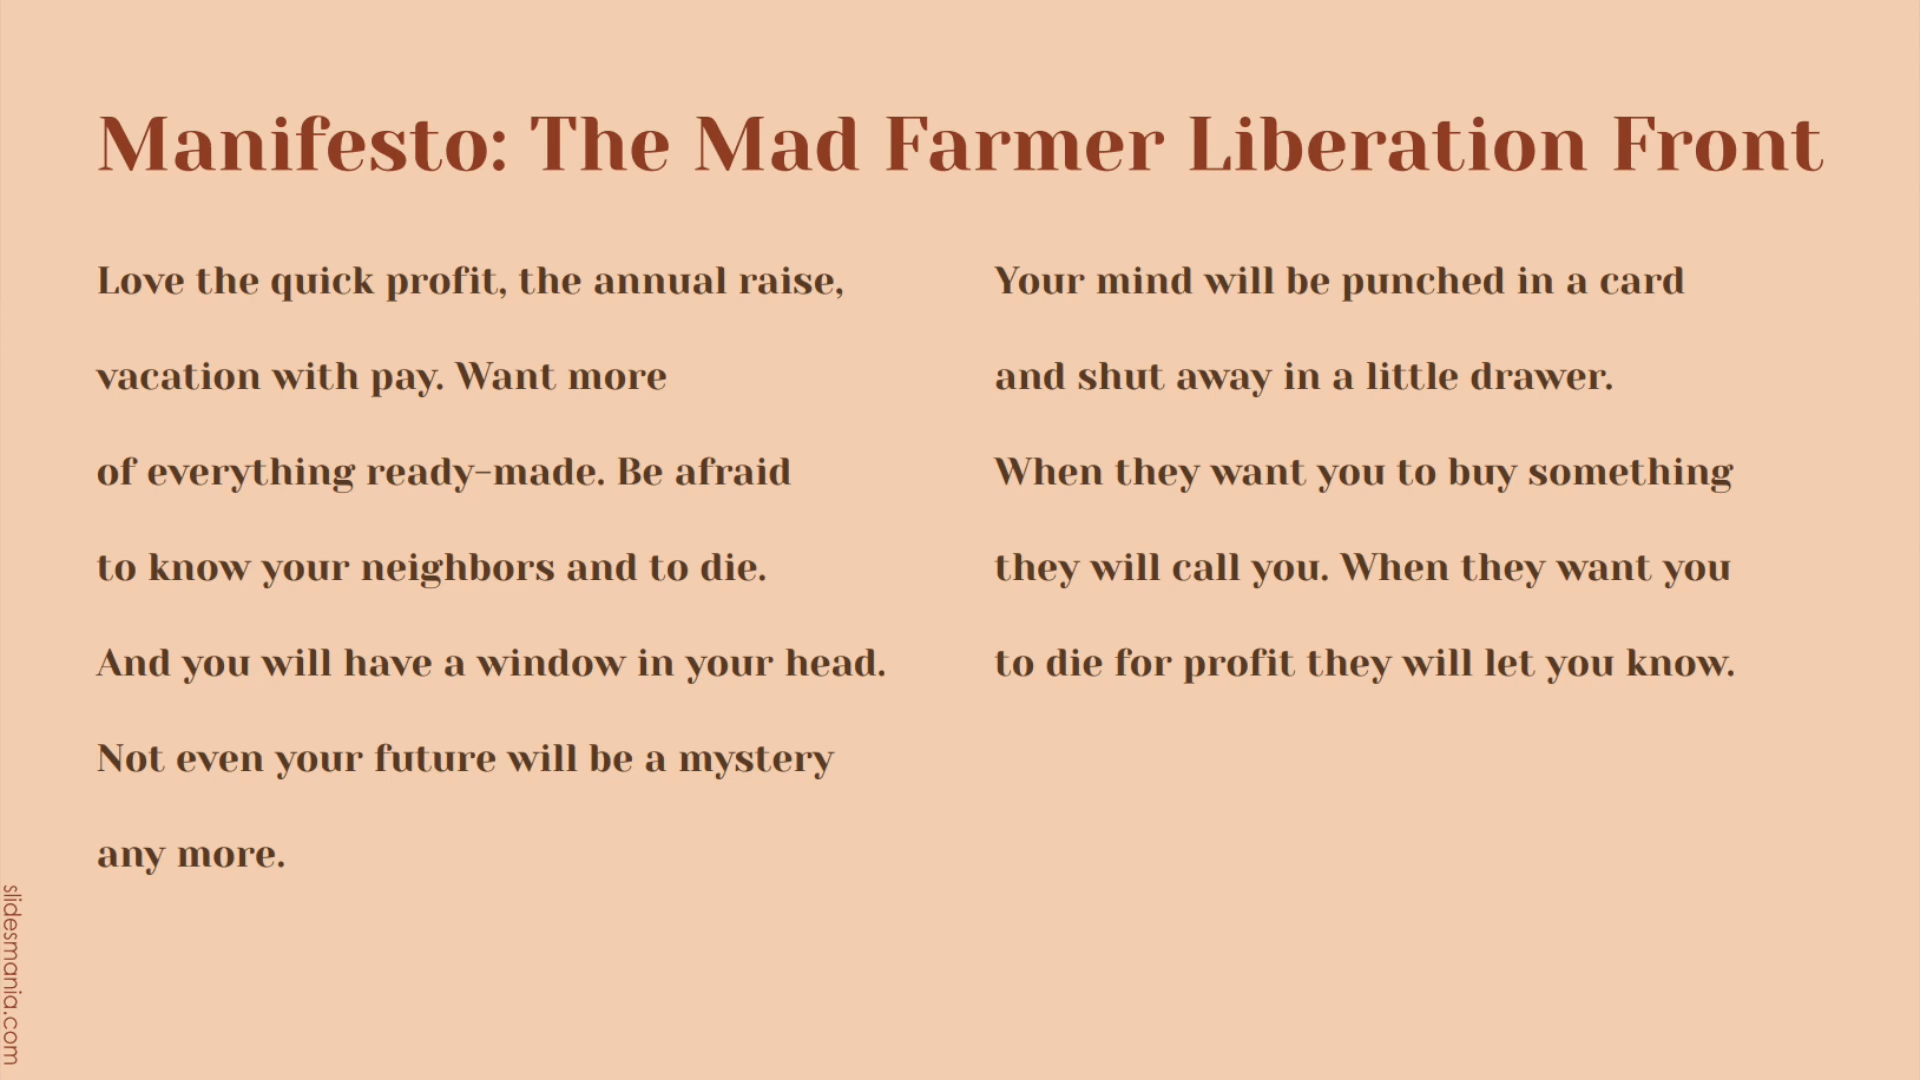 Manifesto: The Mad Farmer Liberation Front
Love the quick profit, the annual raise,
vacation with pay. Want more
of everything ready-made. Be afraid
to know your neighbors and to die.
And you will have a window in your head.
Not even your future will be a mystery
any more.
Your mind will be punched in a card
and shut away in a little drawer.
When they want you to buy something
they will call you. When they want you
to die for profit they will let you know.
slidesmania.com